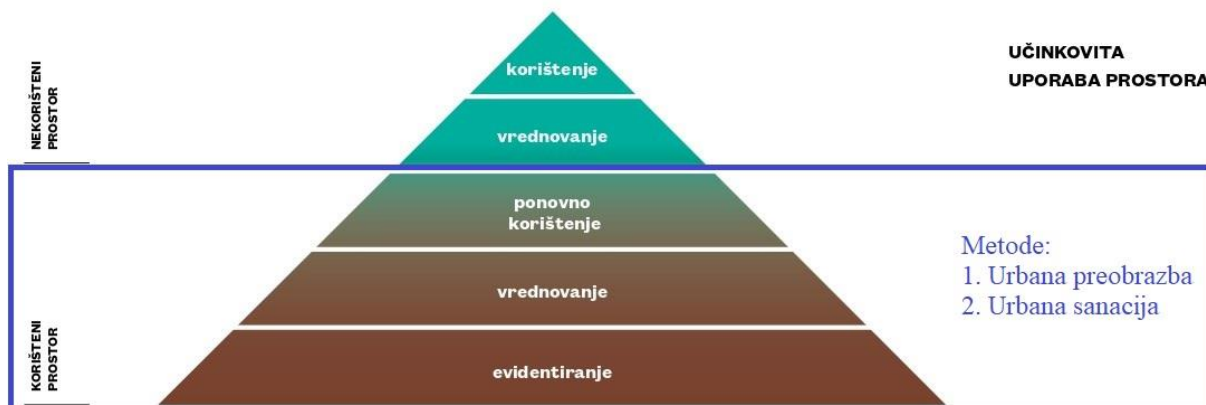 NEKORIŠTENI
PROSTOR
korištenje
vrednovanje
UČINKOVITA
UPORABA PROSTORA
KORIŠTENI
PROSTOR
ponovno
korištenje
vrednovanje
evidentiranje
Metode:
1. Urbana preobrazba
2. Urbana sanacija